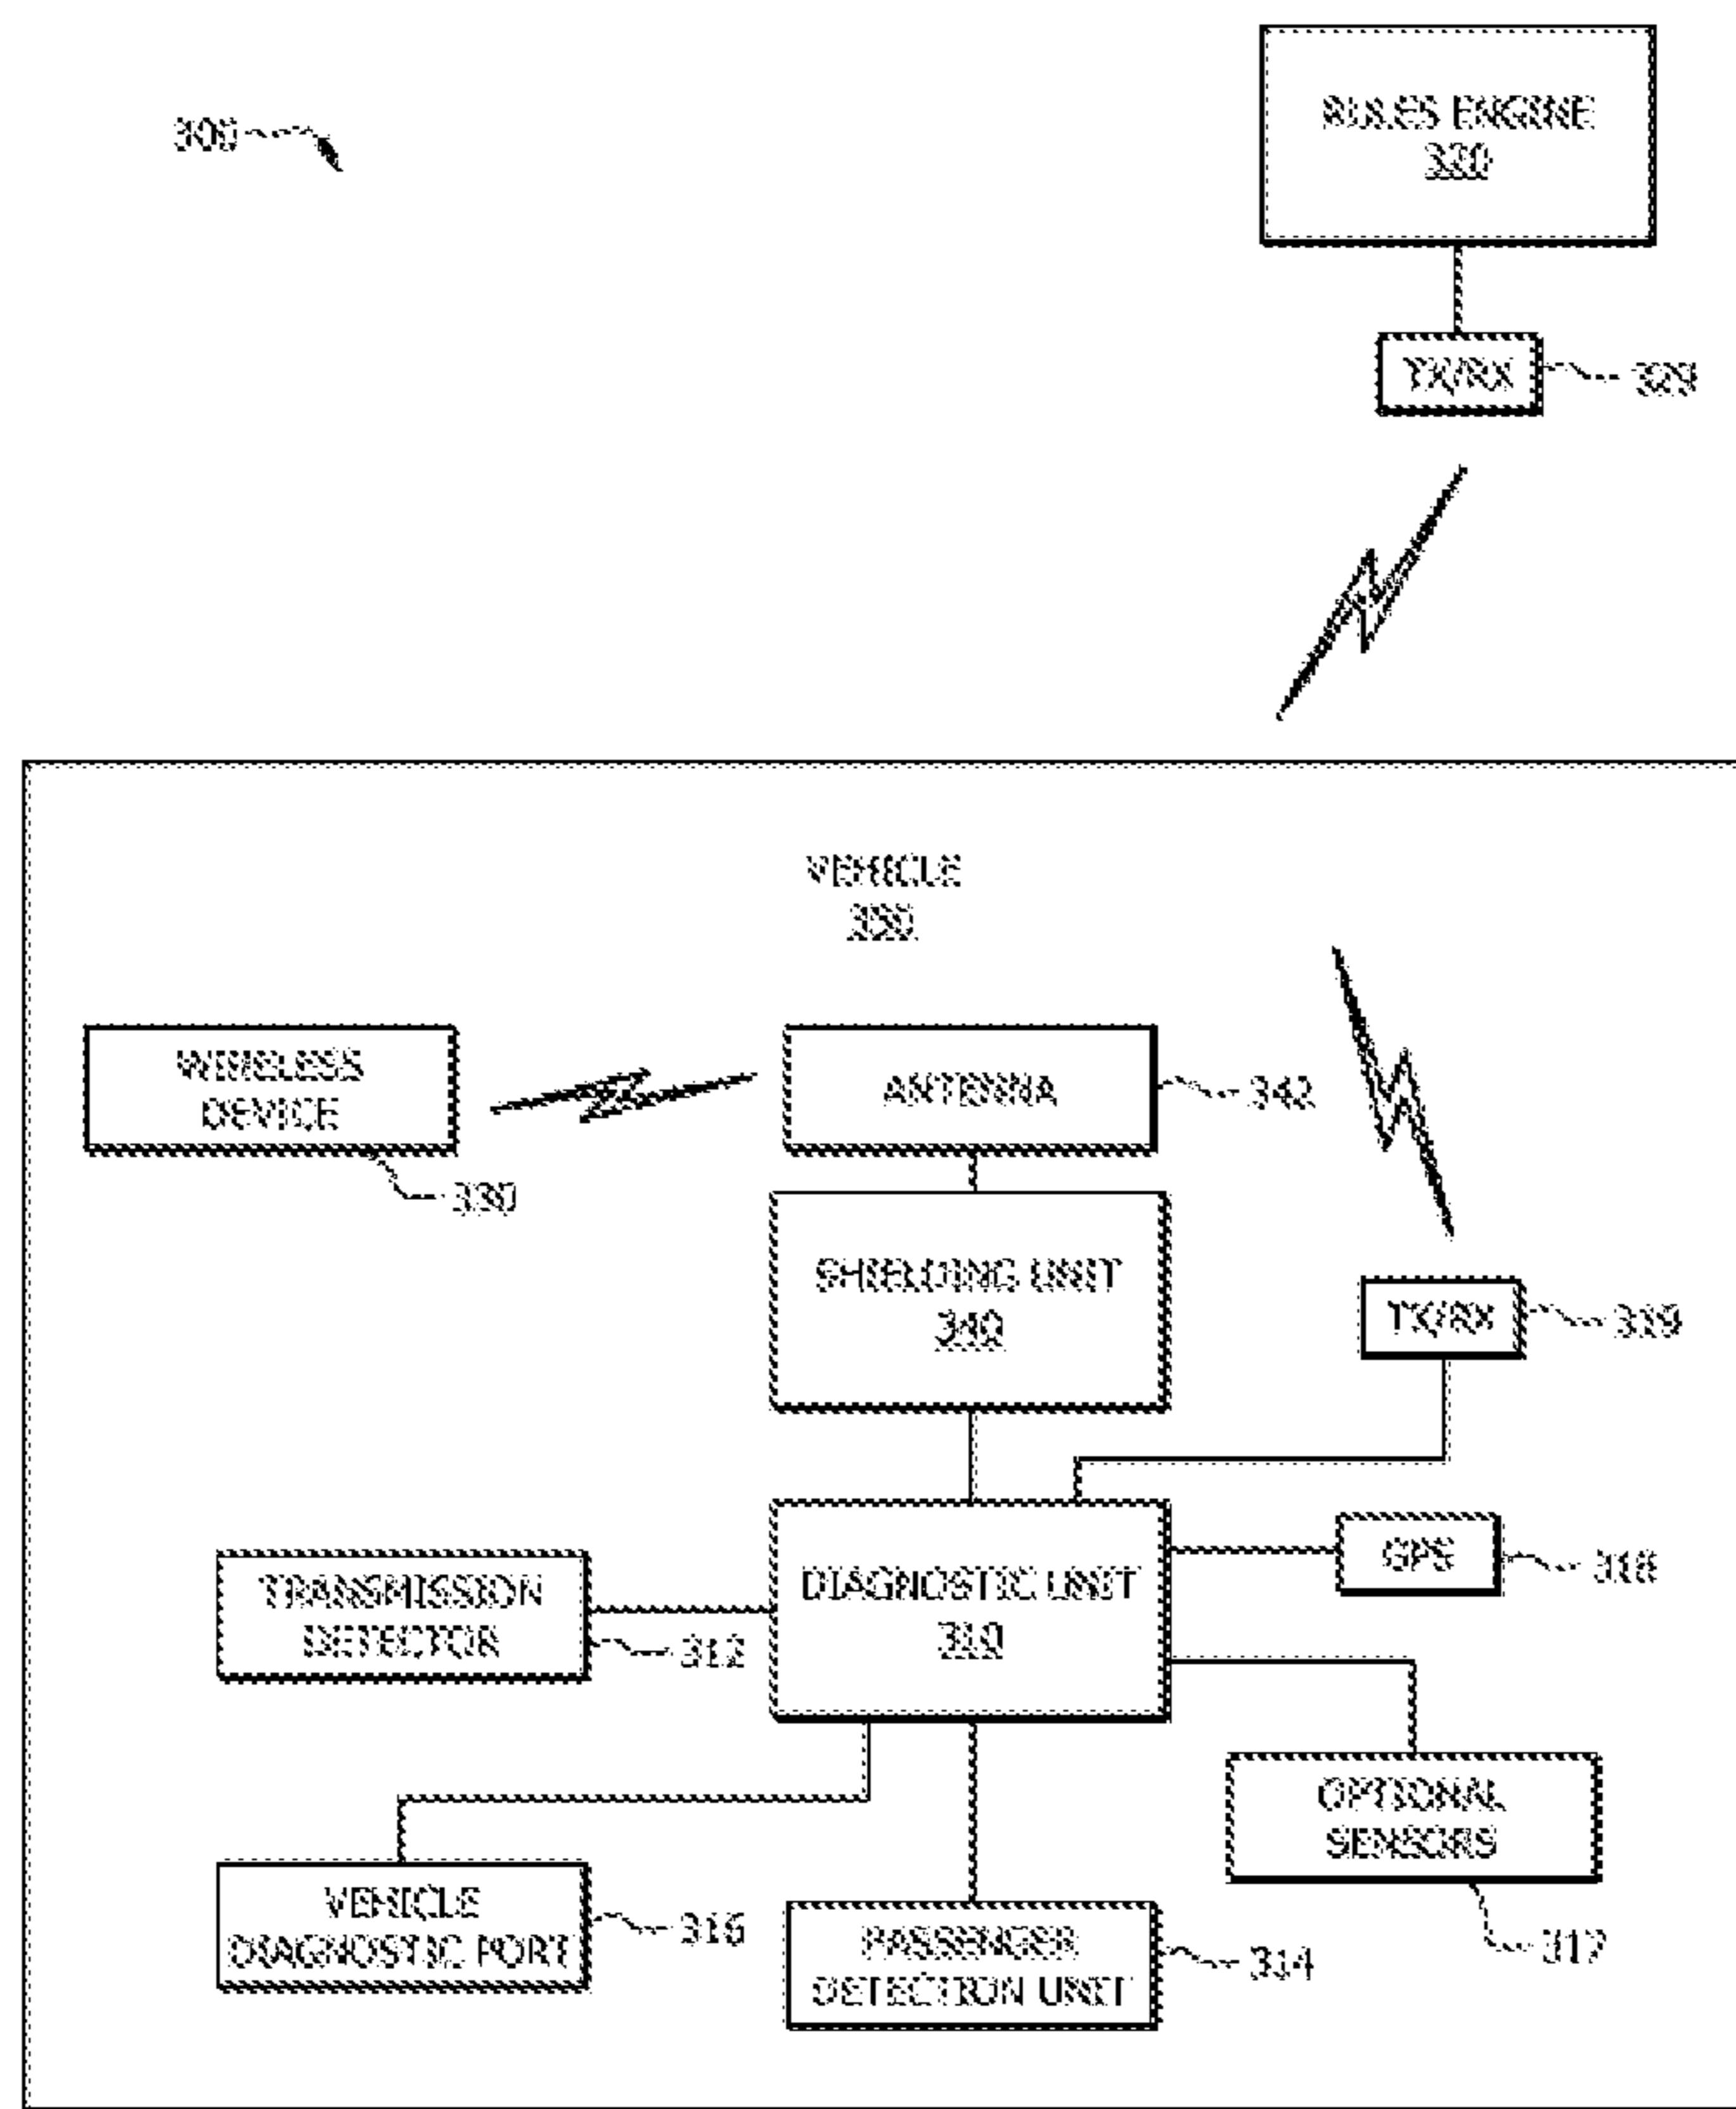 300
RULES ENGINE
320
TX/RX
329
VEHICLE
350
WIRELESS
DEVICE
330
ANTENNA
342
SHIELDING UNIT
340
TX/RX
319
DIAGNOSTIC UNIT
310
GPS
318
TRANSMISSION
DETECTOR
312
OPTIONAL
SENSORS
317
VEHICLE
DIAGNOSTIC PORT
316
PASSENGER
DETECTION UNIT
314